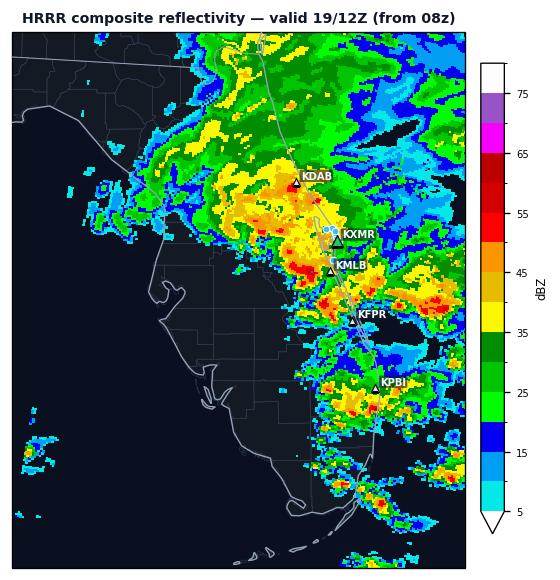 HRRR composite reflectivity — valid 19/12Z (from 08z)
75
65
55
45
35
25
15
5
dBZ
KDAB
KXMR
KMLB
KFPR
KPBI